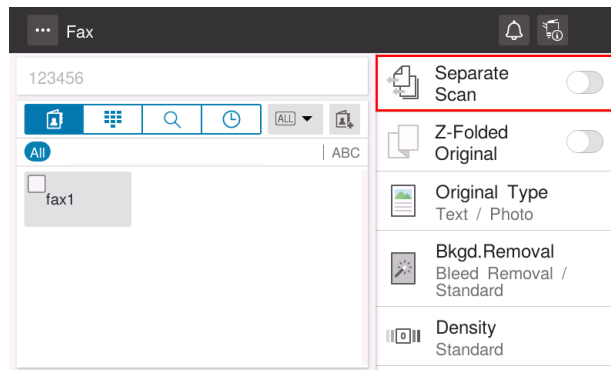 Fax
123456
ALL
All
ABC
fax1
Separate
Scan
Z-Folded
Original
Original Type
Text / Photo
Bkgd.Removal
Bleed Removal /
Standard
0
Density
Standard